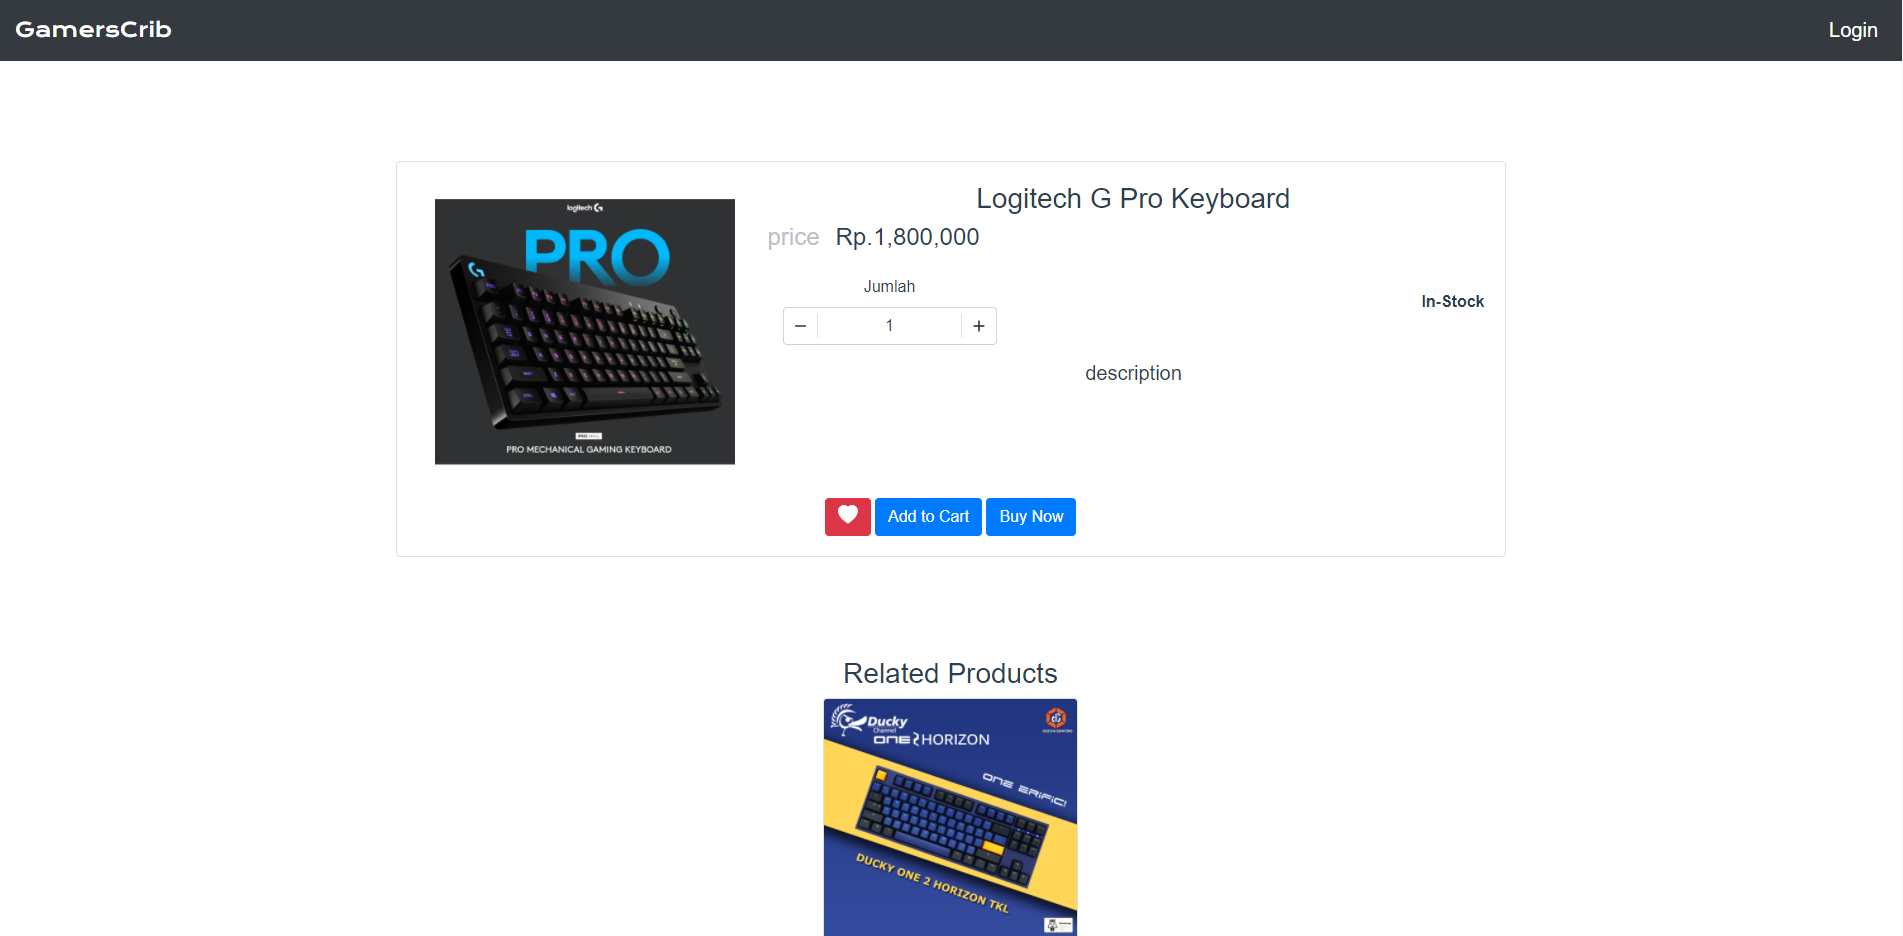 GamersCrib
Login
logitech G
PRO
PRO MECHANICAL GAMING KEYBOARD
Logitech G Pro Keyboard
price Rp.1,800,000
Jumlah
In-Stock
− 1 +
description
Add to Cart
Buy Now
Related Products
Ducky
Channel
ONE 2 HORIZON
ONE ERIFIC!
DUCKY ONE 2 HORIZON TKL